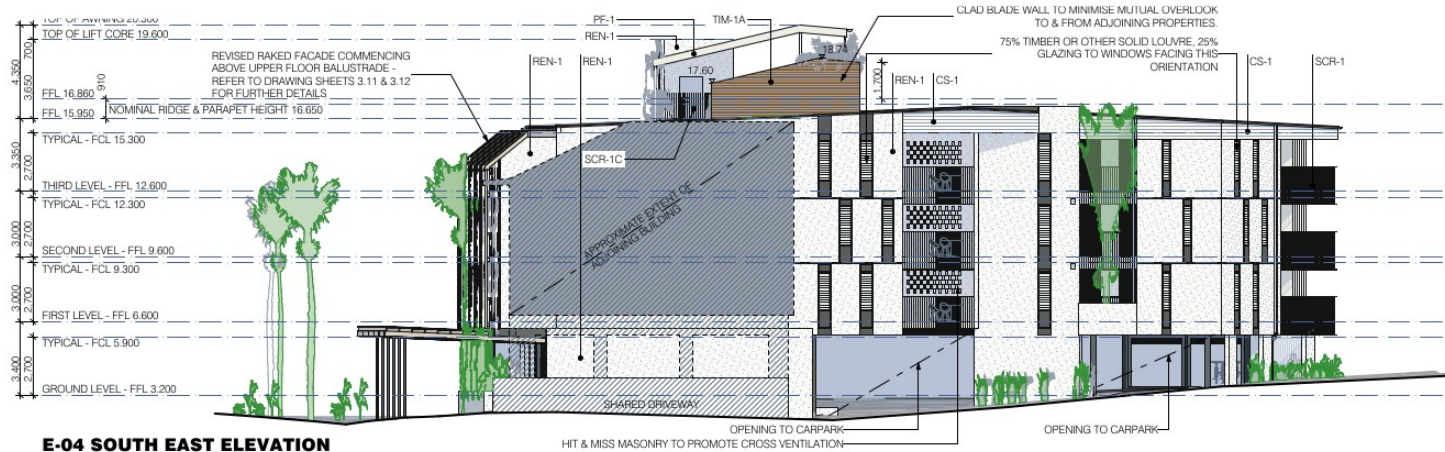 TOP OF AWNING 20.300
TOP OF LIFT CORE 19.600
FFL 16.860
FFL 15.950
NOMINAL RIDGE & PARAPET HEIGHT 16.650
TYPICAL - FCL 15.300
THIRD LEVEL - FFL 12.600
TYPICAL - FCL 12.300
SECOND LEVEL - FFL 9.600
TYPICAL - FCL 9.300
FIRST LEVEL - FFL 6.600
TYPICAL - FCL 5.900
GROUND LEVEL - FFL 3.200
4.350
3.650
700
910
3.350
2.700
3.000
2.700
3.000
2.700
3.400
2.700
REVISED RAKED FACADE COMMENCING
ABOVE UPPER FLOOR BALUSTRADE -
REFER TO DRAWING SHEETS 3.11 & 3.12
FOR FURTHER DETAILS
REN-1
REN-1
PF-1
REN-1
TIM-1A
17.60
18.74
SCR-1C
1.700
CLAD BLADE WALL TO MINIMISE MUTUAL OVERLOOK
TO & FROM ADJOINING PROPERTIES.
75% TIMBER OR OTHER SOLID LOUVRE, 25%
GLAZING TO WINDOWS FACING THIS
ORIENTATION
REN-1
CS-1
CS-1
SCR-1
APPROXIMATE EXTENT OF
ADJOINING BUILDING
REN-1
SHARED DRIVEWAY
OPENING TO CARPARK
HIT & MISS MASONRY TO PROMOTE CROSS VENTILATION
OPENING TO CARPARK
E-04 SOUTH EAST ELEVATION